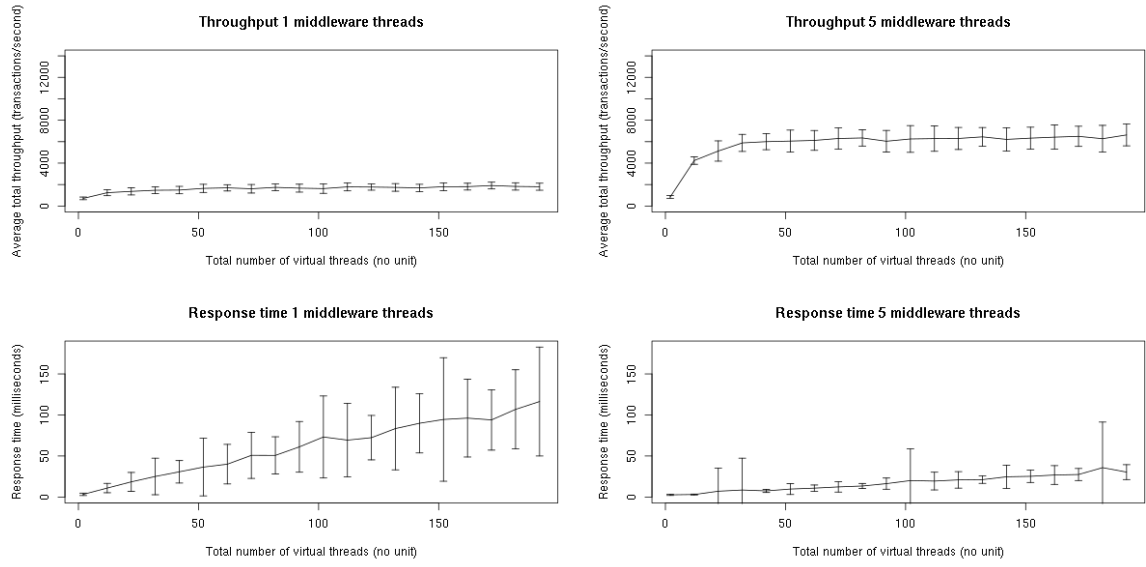 Throughput 1 middleware threads
Average total throughput (transactions/second)
0 4000 8000 12000
0 50 100 150
Total number of virtual threads (no unit)
Throughput 5 middleware threads
Average total throughput (transactions/second)
0 4000 8000 12000
0 50 100 150
Total number of virtual threads (no unit)
Response time 1 middleware threads
Response time (milliseconds)
0 50 100 150
0 50 100 150
Total number of virtual threads (no unit)
Response time 5 middleware threads
Response time (milliseconds)
0 50 100 150
0 50 100 150
Total number of virtual threads (no unit)